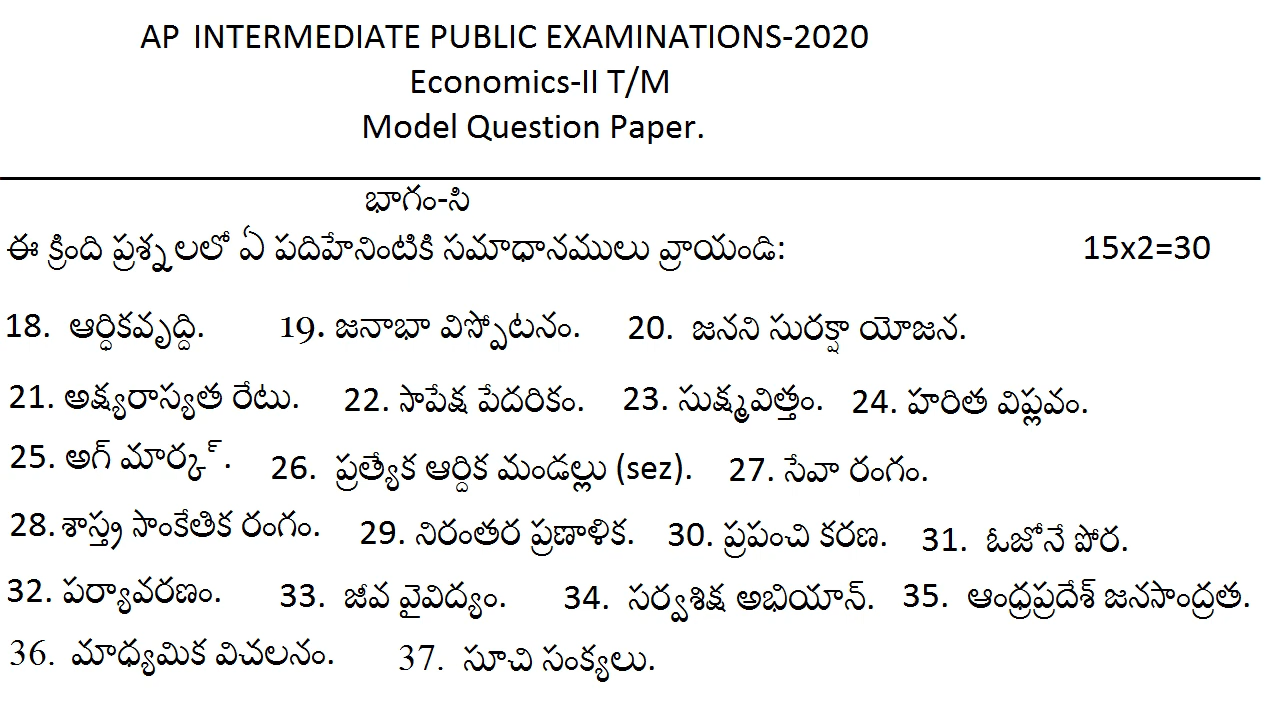 AP INTERMEDIATE PUBLIC EXAMINATIONS-2020
Economics-II T/M
Model Question Paper.
భాగం-సి
ఈ క్రింది ప్రశ్న లలో ఏ పదిహేనింటికి సమాధానములు వ్రాయండి: 15x2=30
18. ఆర్ధికవృద్ది. 19. జనాభా విస్పోటనం. 20. జనని సురక్షా యోజన.
21. అక్ష్యరాస్యత రేటు. 22. సాపేక్ష పేదరికం. 23. సుక్ష్మవిత్తం. 24. హరిత విప్లవం.
25. అగ్ మార్క్. 26. ప్రత్యేక ఆర్దిక మండల్లు (sez). 27. సేవా రంగం.
28. శాస్త్ర సాంకేతిక రంగం. 29. నిరంతర ప్రణాళిక. 30. ప్రపంచి కరణ. 31. ఓజోనే పోర.
32. పర్యావరణం. 33. జీవ వైవిద్యం. 34. సర్వశిక్ష అభియాన్. 35. ఆంధ్రప్రదేశ్ జనసాంద్రత.
36. మాధ్యమిక విచలనం. 37. సూచి సంక్యలు.